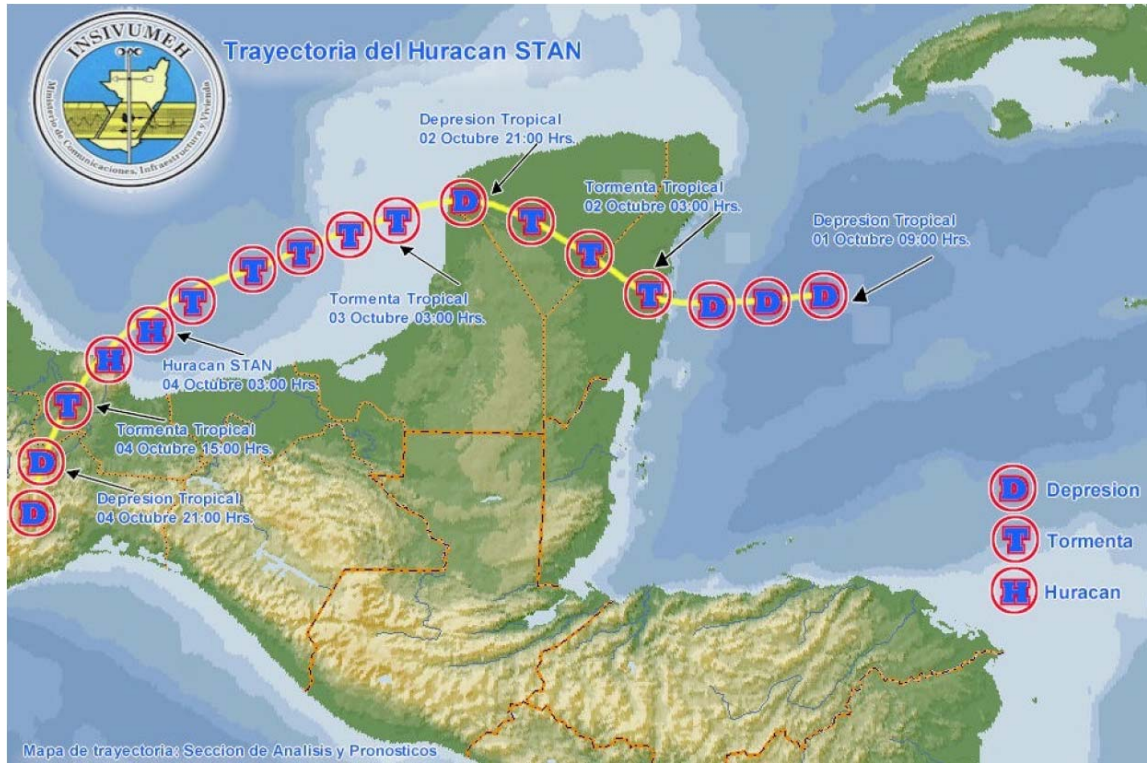 INSIVUMEH
Ministerio de Comunicaciones, Infraestructura y Vivienda
Trayectoria del Huracan STAN
Depresion Tropical
02 Octubre 21:00 Hrs.
Tormenta Tropical
02 Octubre 03:00 Hrs.
Depresion Tropical
01 Octubre 09:00 Hrs.
D
T
T
T
D
D
D
T
T
T
T
T
H
H
T
D
D
Tormenta Tropical
03 Octubre 03:00 Hrs.
Huracan STAN
04 Octubre 03:00 Hrs.
Tormenta Tropical
04 Octubre 15:00 Hrs.
Depresion Tropical
04 Octubre 21:00 Hrs.
D Depresion
T Tormenta
H Huracan
Mapa de trayectoria: Seccion de Analisis y Pronosticos